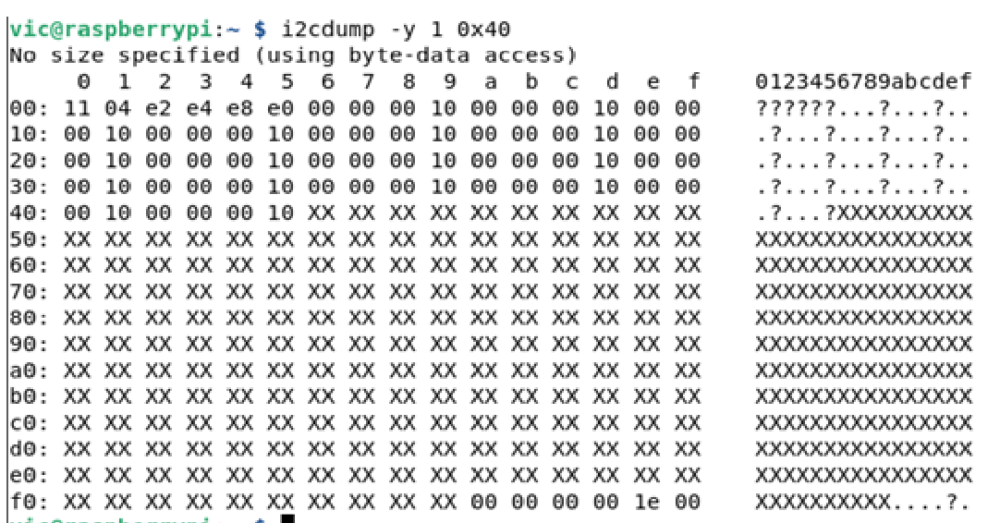 vic@raspberrypi:~ $ i2cdump -y 1 0x40
No size specified (using byte-data access)
     0  1  2  3  4  5  6  7  8  9  a  b  c  d  e  f    0123456789abcdef
00: 11 04 e2 e4 e8 e0 00 00 00 10 00 00 00 10 00 00    ??????...?...?..
10: 00 10 00 00 00 10 00 00 00 10 00 00 00 10 00 00    .?...?...?...?..
20: 00 10 00 00 00 10 00 00 00 10 00 00 00 10 00 00    .?...?...?...?..
30: 00 10 00 00 00 10 00 00 00 10 00 00 00 10 00 00    .?...?...?...?..
40: 00 10 00 00 00 10 XX XX XX XX XX XX XX XX XX XX    .?...?XXXXXXXXXX
50: XX XX XX XX XX XX XX XX XX XX XX XX XX XX XX XX    XXXXXXXXXXXXXXXX
60: XX XX XX XX XX XX XX XX XX XX XX XX XX XX XX XX    XXXXXXXXXXXXXXXX
70: XX XX XX XX XX XX XX XX XX XX XX XX XX XX XX XX    XXXXXXXXXXXXXXXX
80: XX XX XX XX XX XX XX XX XX XX XX XX XX XX XX XX    XXXXXXXXXXXXXXXX
90: XX XX XX XX XX XX XX XX XX XX XX XX XX XX XX XX    XXXXXXXXXXXXXXXX
a0: XX XX XX XX XX XX XX XX XX XX XX XX XX XX XX XX    XXXXXXXXXXXXXXXX
b0: XX XX XX XX XX XX XX XX XX XX XX XX XX XX XX XX    XXXXXXXXXXXXXXXX
c0: XX XX XX XX XX XX XX XX XX XX XX XX XX XX XX XX    XXXXXXXXXXXXXXXX
d0: XX XX XX XX XX XX XX XX XX XX XX XX XX XX XX XX    XXXXXXXXXXXXXXXX
e0: XX XX XX XX XX XX XX XX XX XX XX XX XX XX XX XX    XXXXXXXXXXXXXXXX
f0: XX XX XX XX XX XX XX XX XX XX 00 00 00 00 1e 00    XXXXXXXXXX....?.